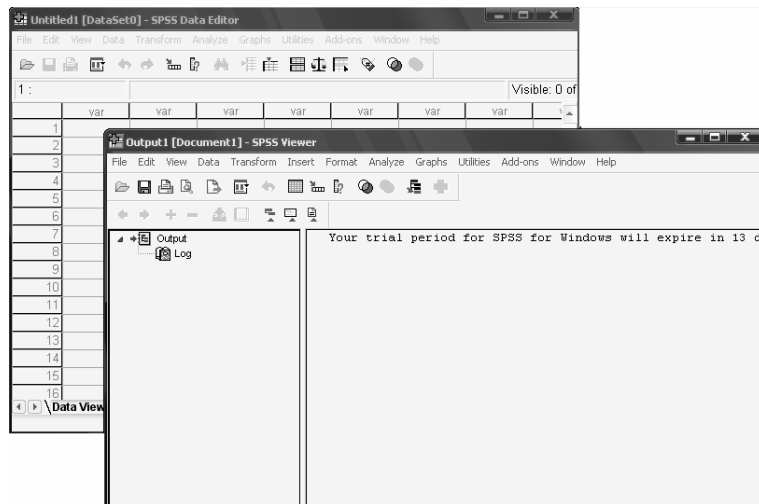 Untitled1 [DataSet0] - SPSS Data Editor
File Edit View Data Transform Analyze Graphs Utilities Add-ons Window Help
1 :
Visible: 0 of
var var var var var var var
1
2
3
4
5
6
7
8
9
10
11
12
13
14
15
16
Data View
Output1 [Document1] - SPSS Viewer
File Edit View Data Transform Insert Format Analyze Graphs Utilities Add-ons Window Help
Output
Log
Your trial period for SPSS for Windows will expire in 13 d